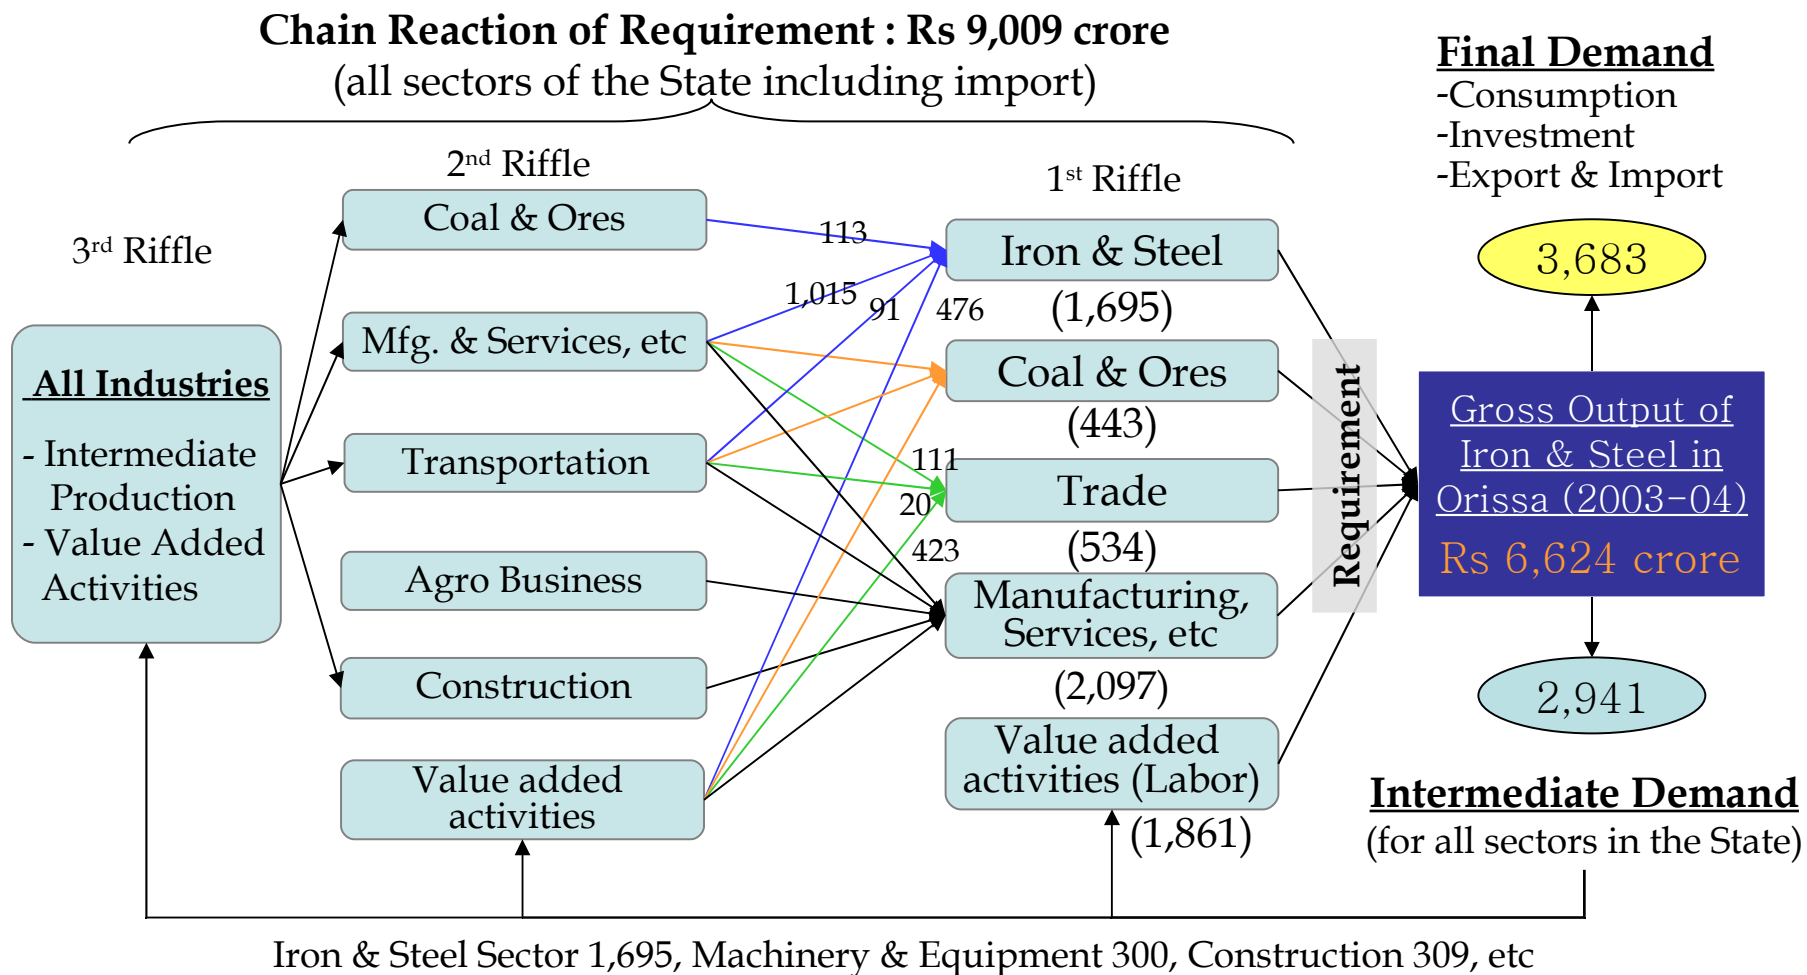 Chain Reaction of Requirement : Rs 9,009 crore
(all sectors of the State including import)
Final Demand
-Consumption
-Investment
-Export & Import
3rd Riffle
2nd Riffle
1st Riffle
All Industries
- Intermediate
Production
- Value Added
Activities
Coal & Ores
Mfg. & Services, etc
Transportation
Agro Business
Construction
Value added
activities
113
1,015
91
476
111
20
423
Iron & Steel
(1,695)
Coal & Ores
(443)
Trade
(534)
Manufacturing,
Services, etc
(2,097)
Value added
activities (Labor)
(1,861)
Requirement
3,683
Gross Output of
Iron & Steel in
Orissa (2003-04)
Rs 6,624 crore
2,941
Intermediate Demand
(for all sectors in the State)
Iron & Steel Sector 1,695, Machinery & Equipment 300, Construction 309, etc